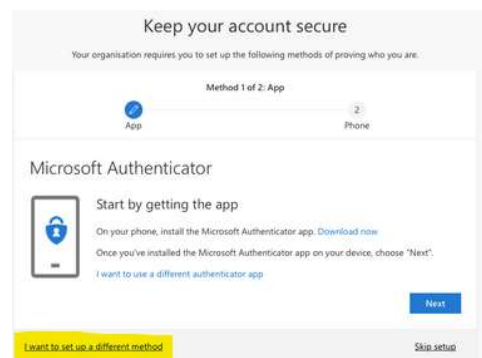 Keep your account secure
Your organisation requires you to set up the following methods of proving who you are.
Method 1 of 2: App
App
2
Phone
Microsoft Authenticator
Start by getting the app
On your phone, install the Microsoft Authenticator app. Download now
Once you've installed the Microsoft Authenticator app on your device, choose "Next".
I want to use a different authenticator app
Next
I want to set up a different method
Skip setup